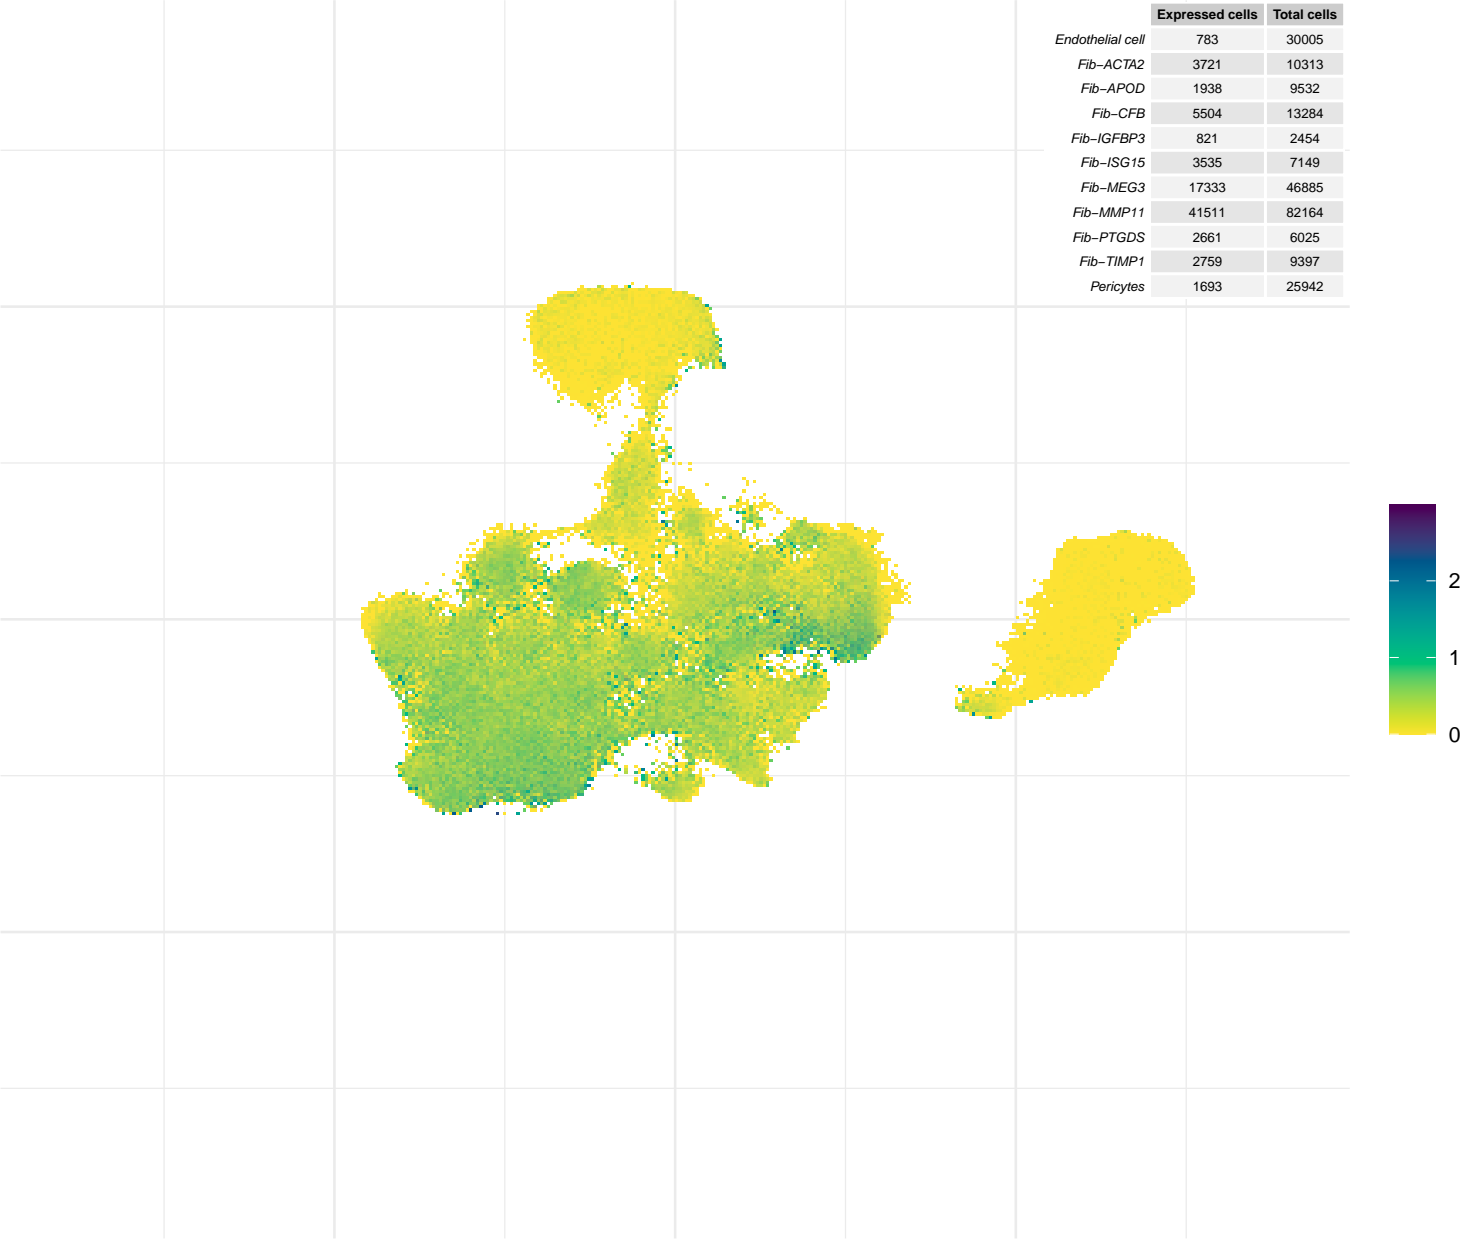 Expressed cells Total cells
Endothelial cell 783 30005
Fib−ACTA2 3721 10313
Fib−APOD 1938 9532
Fib−CFB 5504 13284
Fib−IGFBP3 821 2454
Fib−ISG15 3535 7149
Fib−MEG3 17333 46885
Fib−MMP11 41511 82164
Fib−PTGDS 2661 6025
Fib−TIMP1 2759 9397
Pericytes 1693 25942
2
1
0